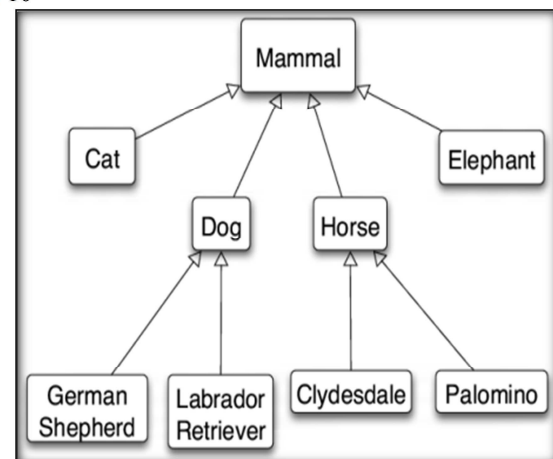 Mammal
Cat
Elephant
Dog
Horse
German
Shepherd
Labrador
Retriever
Clydesdale
Palomino